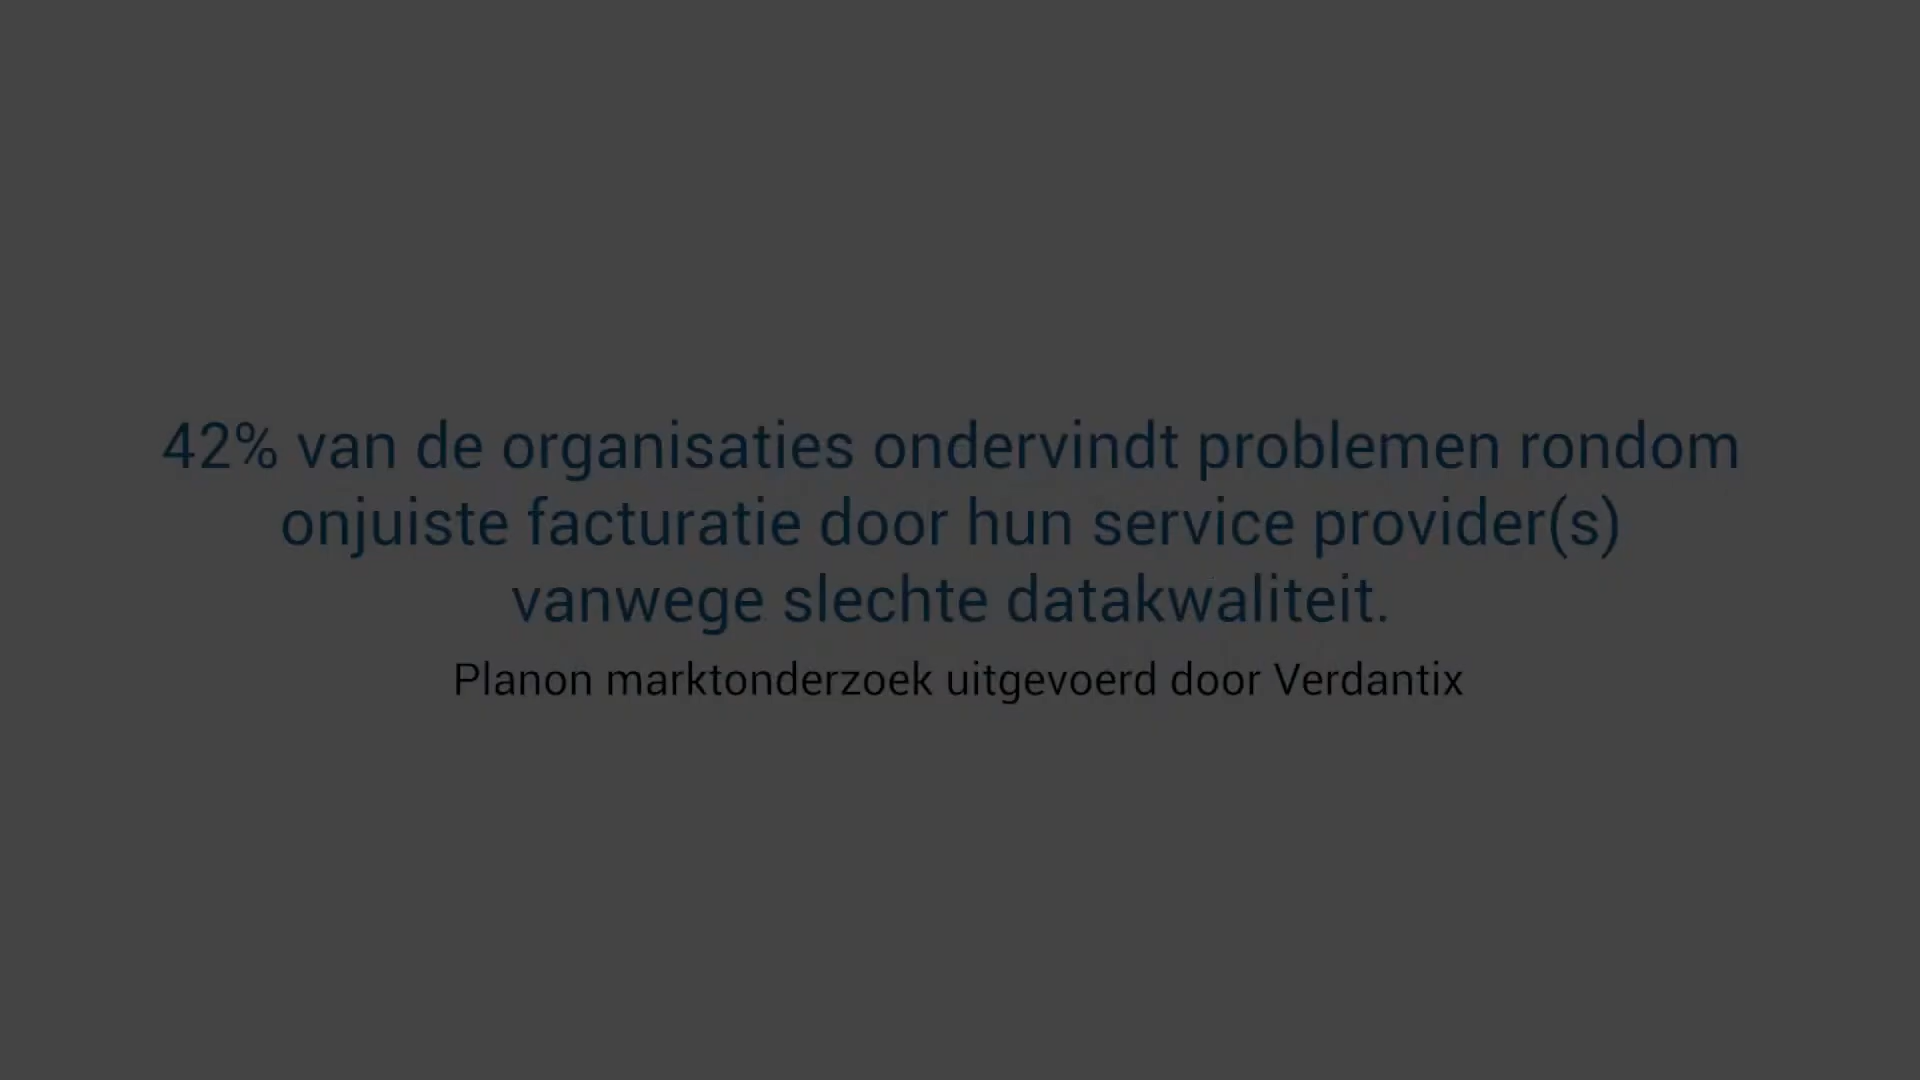 42% van de organisaties ondervindt problemen rondom
onjuiste facturatie door hun service provider(s)
vanwege slechte datakwaliteit.
Planon marktonderzoek uitgevoerd door Verdantix